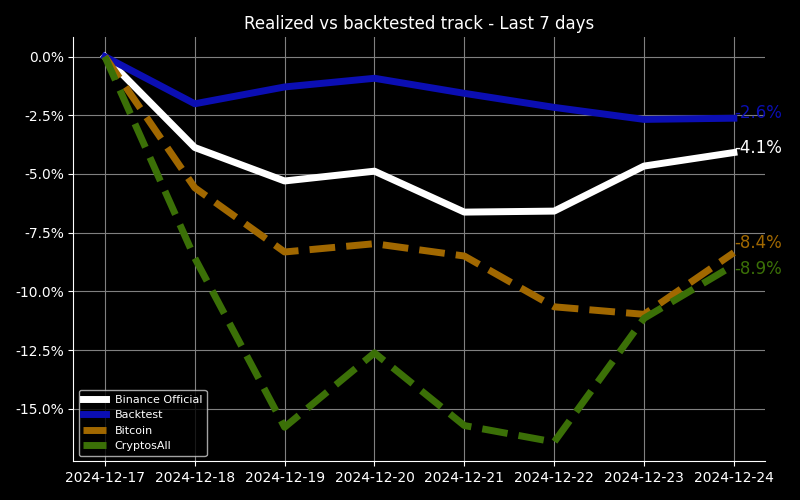 Realized vs backtested track - Last 7 days
0.0%
-2.5%
-5.0%
-7.5%
-10.0%
-12.5%
-15.0%
-2.6%
-4.1%
-8.4%
-8.9%
Binance Official
Backtest
Bitcoin
CryptosAll
2024-12-17 2024-12-18 2024-12-19 2024-12-20 2024-12-21 2024-12-22 2024-12-23 2024-12-24